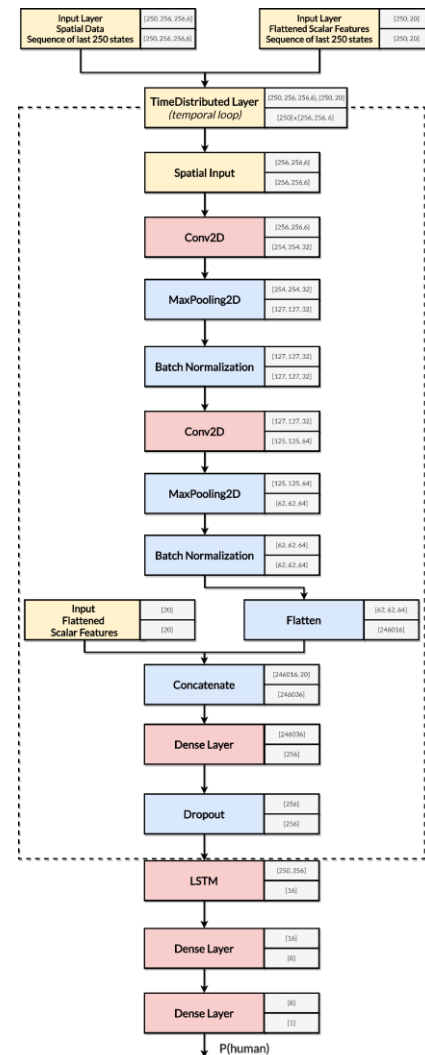 Input Layer
Spatial Data
Sequence of last 250 states
[250, 256, 256,6]
[250, 256, 256,6]
Input Layer
Flattened Scalar Features
Sequence of last 250 states
[250, 20]
[250, 20]
TimeDistributed Layer
(temporal loop)
[250, 256, 256,6],[250, 20]
[250] x [256, 256, 6]
Spatial Input
[256, 256,6]
[256, 256,6]
Conv2D
[256, 256,6]
[254, 254, 32]
MaxPooling2D
[254, 254, 32]
[127, 127, 32]
Batch Normalization
[127, 127, 32]
[127, 127, 32]
Conv2D
[127, 127, 32]
[125, 125, 64]
MaxPooling2D
[125, 125, 64]
[62, 62, 64]
Batch Normalization
[62, 62, 64]
[62, 62, 64]
Input
Flattened
Scalar Features
[20]
[20]
Flatten
[62, 62, 64]
[246016]
Concatenate
[246016, 20]
[246036]
Dense Layer
[246036]
[256]
Dropout
[256]
[256]
LSTM
[250, 256]
[16]
Dense Layer
[16]
[8]
Dense Layer
[8]
[1]
P(human)